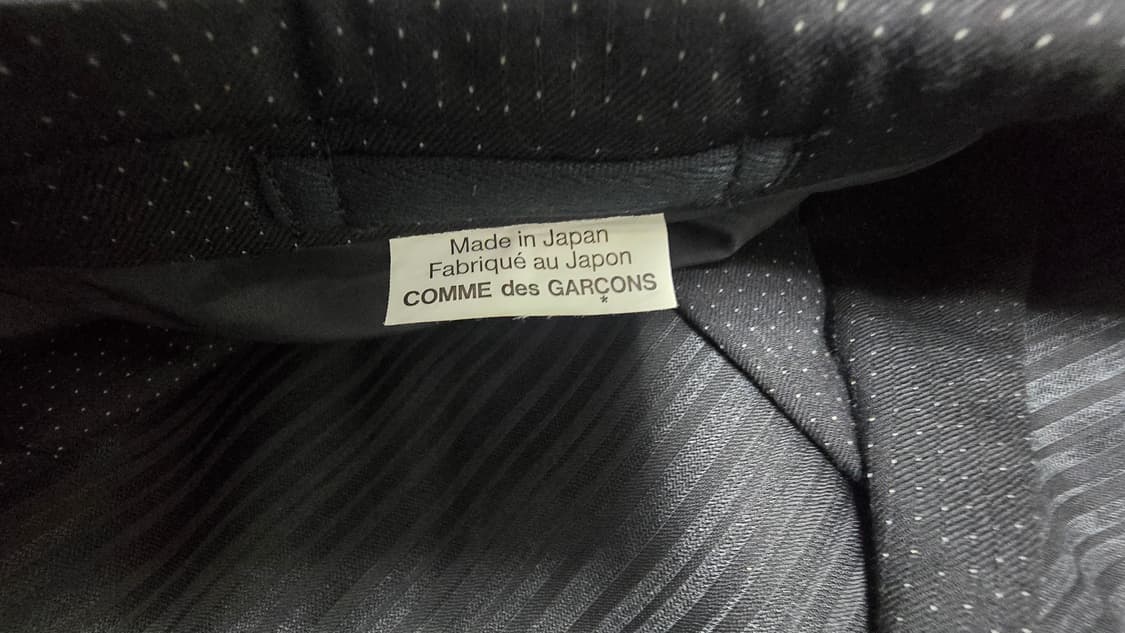 Made in Japan
Fabriqué au Japon
COMME des GARÇONS
*